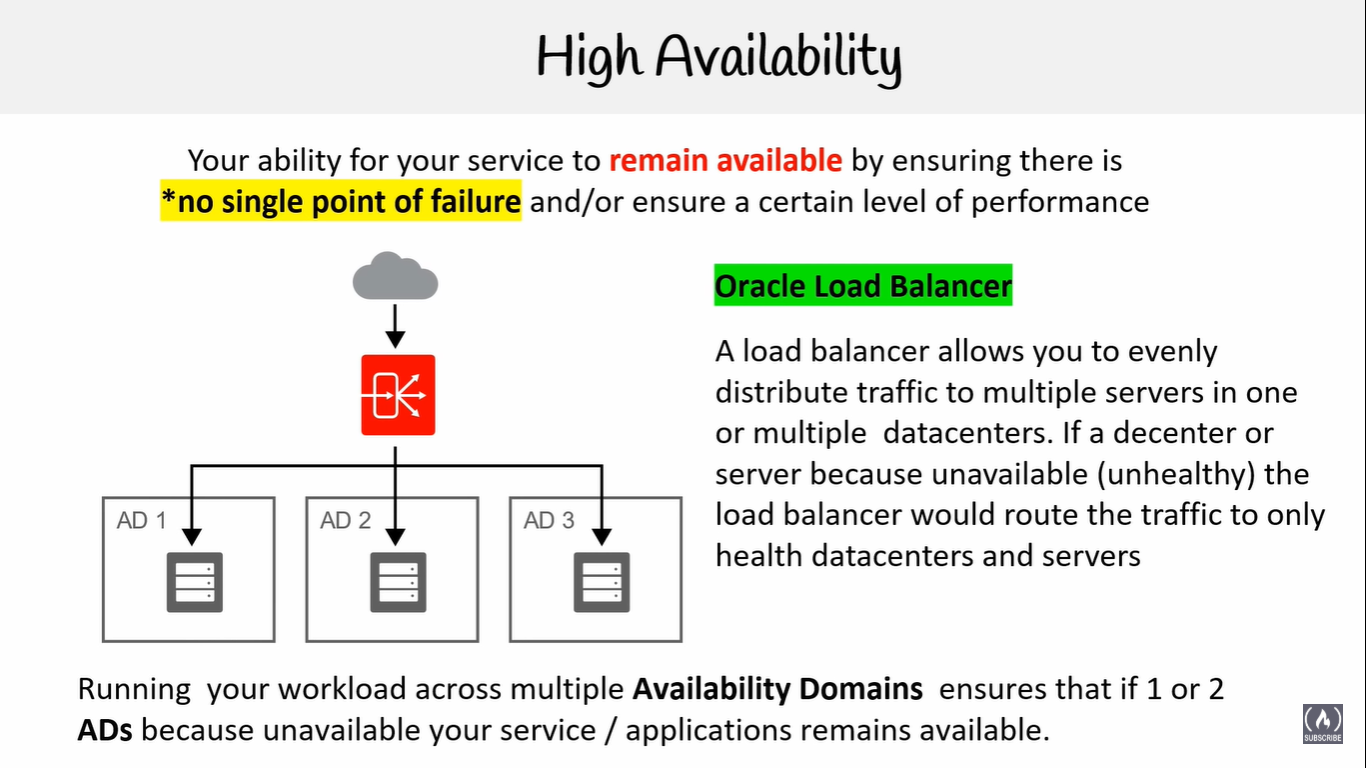 High Availability
Your ability for your service to remain available by ensuring there is
*no single point of failure and/or ensure a certain level of performance
Oracle Load Balancer
A load balancer allows you to evenly
distribute traffic to multiple servers in one
or multiple  datacenters. If a decenter or
server because unavailable (unhealthy) the
load balancer would route the traffic to only
health datacenters and servers
AD 1
AD 2
AD 3
Running  your workload across multiple Availability Domains  ensures that if 1 or 2
ADs because unavailable your service / applications remains available.
SUBSCRIBE